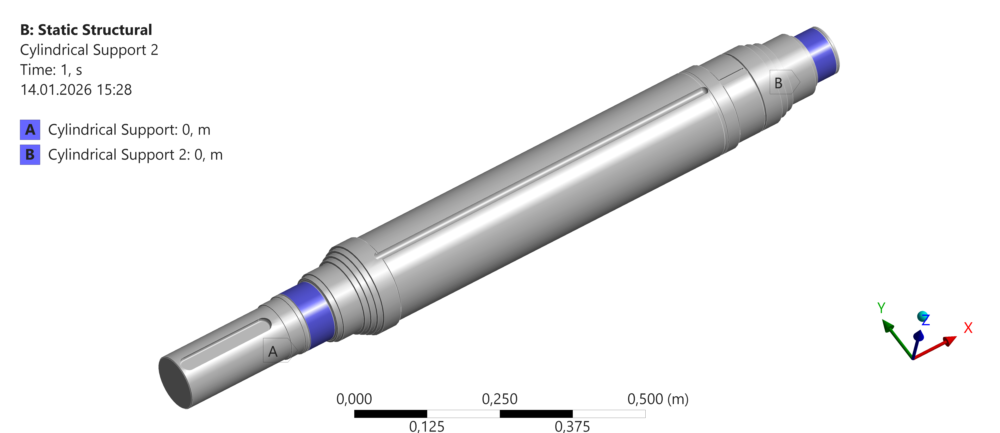 B: Static Structural
Cylindrical Support 2
Time: 1, s
14.01.2026 15:28
A Cylindrical Support: 0, m
B Cylindrical Support 2: 0, m
B
A
Y
Z
X
0,000 0,250 0,500 (m)
0,125 0,375